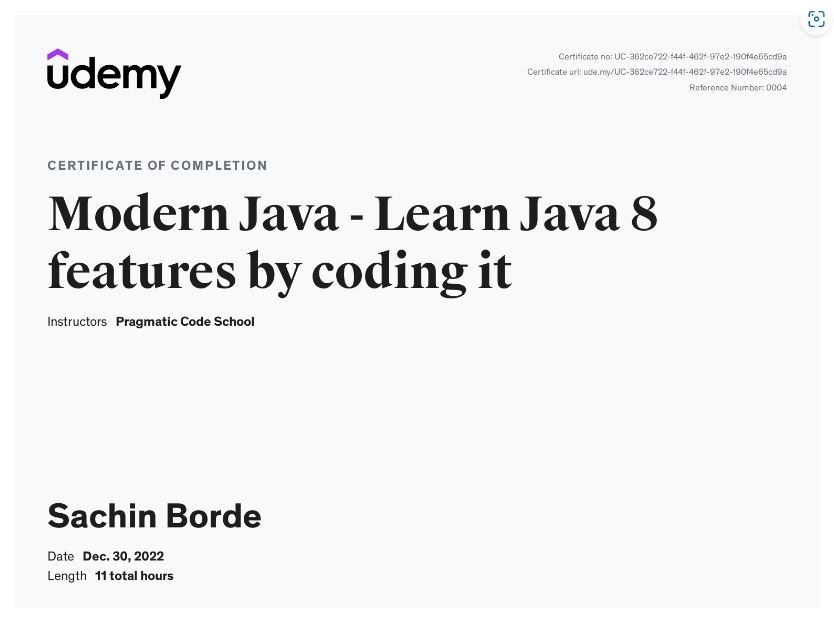 udemy
Certificate no: UC-362ce722-f44f-462f-97e2-190f4e65cd9a
Certificate url: ude.my/UC-362ce722-f44f-462f-97e2-190f4e65cd9a
Reference Number: 0004
CERTIFICATE OF COMPLETION
Modern Java - Learn Java 8
features by coding it
Instructors Pragmatic Code School
Sachin Borde
Date Dec. 30, 2022
Length 11 total hours